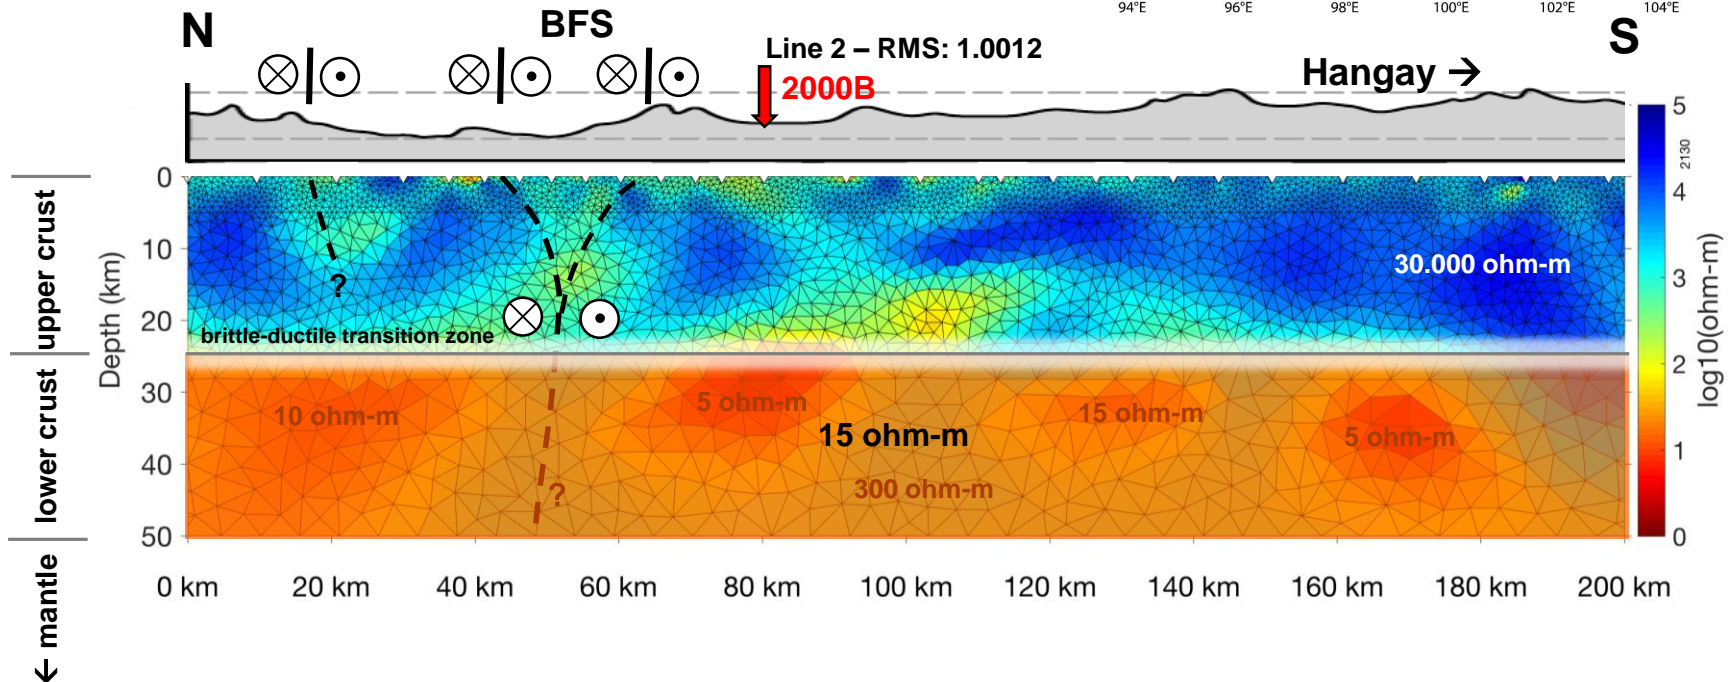 94°E 96°E 98°E 100°E 102°E 104°E
N
BFS
S
Line 2 – RMS: 1.0012
2000B
Hangay →
upper crust
lower crust
← mantle
Depth (km)
0
10
20
30
40
50
?
30.000 ohm-m
brittle-ductile transition zone
10 ohm-m
5 ohm-m
15 ohm-m
15 ohm-m
5 ohm-m
300 ohm-m
?
0 km 20 km 40 km 60 km 80 km 100 km 120 km 140 km 160 km 180 km 200 km
5
4
3
2
1
0
2130
log10(ohm-m)